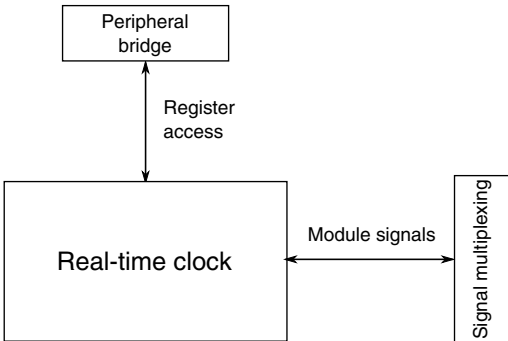 Peripheral
bridge
Register
access
Real-time clock
Module signals
Signal multiplexing